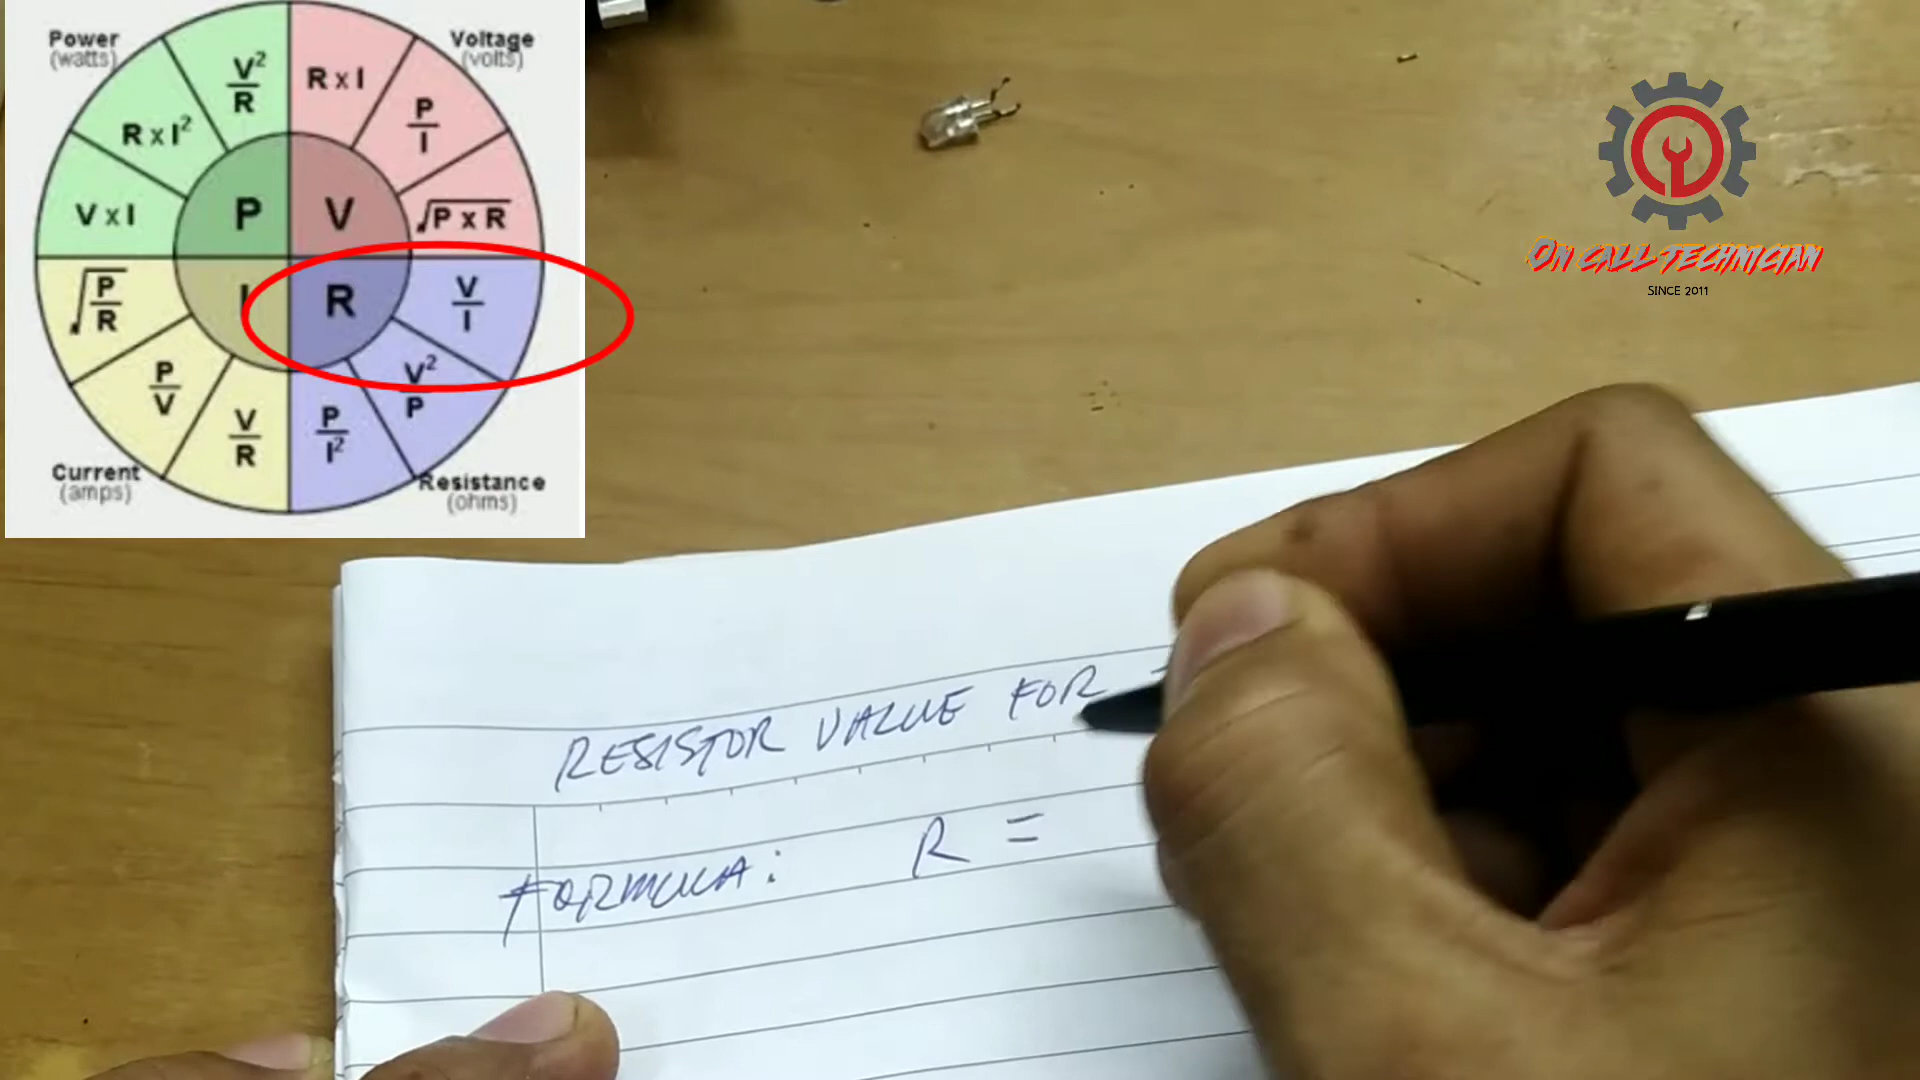 Power
(watts)
Voltage
(volts)
V²/R
R x I
R x I²
P/I
V x I
P
V
√P x R
√P/R
I
R
V/I
P/V
V²/P
V/R
P/I²
Current
(amps)
Resistance
(ohms)
ON CALL TECHNICIAN
SINCE 2011
RESISTOR VALUE FOR
FORMULA: R =